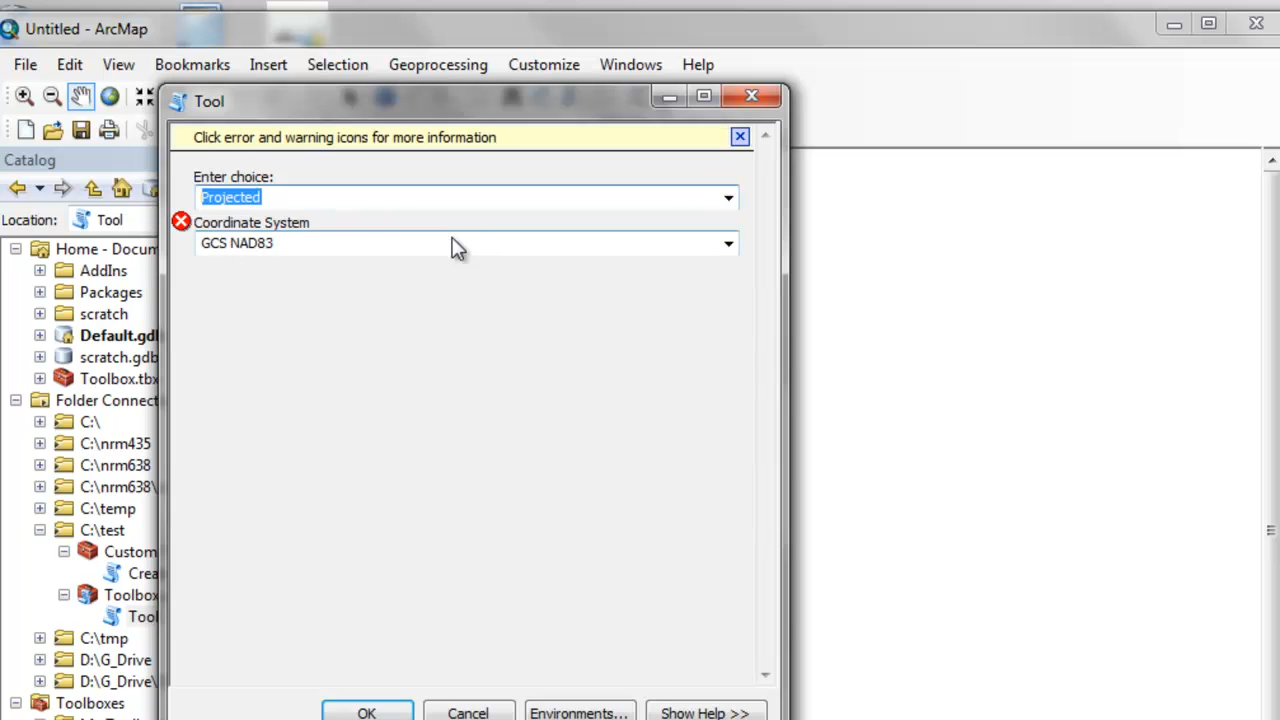 Untitled - ArcMap
File Edit View Bookmarks Insert Selection Geoprocessing Customize Windows Help
Tool
Click error and warning icons for more information
Catalog
Enter choice:
Projected
Location: Tool
Coordinate System
GCS NAD83
Home - Docum
AddIns
Packages
scratch
Default.gdb
scratch.gdb
Toolbox.tbx
Folder Connect
C:\
C:\nrm435
C:\nrm638
C:\nrm638\
C:\temp
C:\test
Custom
Crea
Toolbox
Tool
C:\tmp
D:\G_Drive
D:\G_Drive\
Toolboxes
OK Cancel Environments... Show Help >>